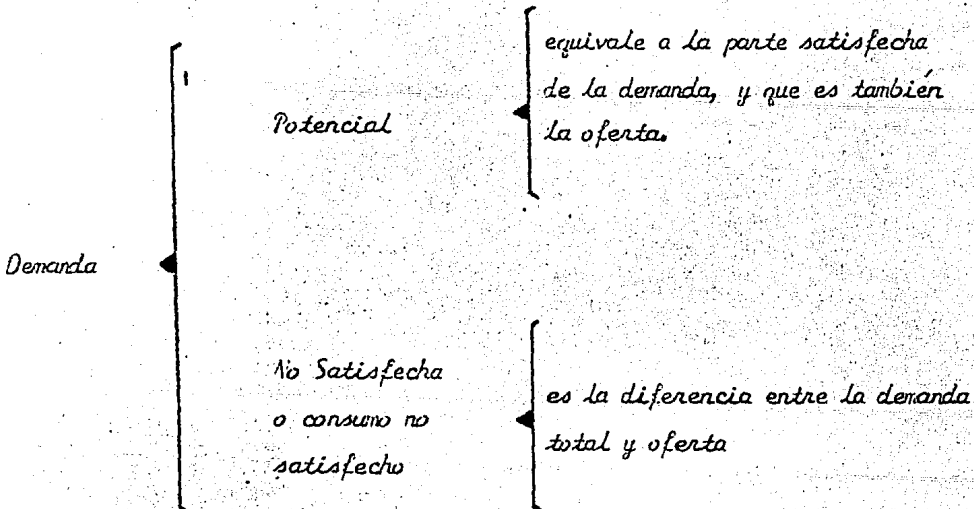 Demanda
Potencial
equivale a la parte satisfecha
de la demanda, y que es también
la oferta.
No Satisfecha
o consumo no
satisfecho
es la diferencia entre la demanda
total y oferta